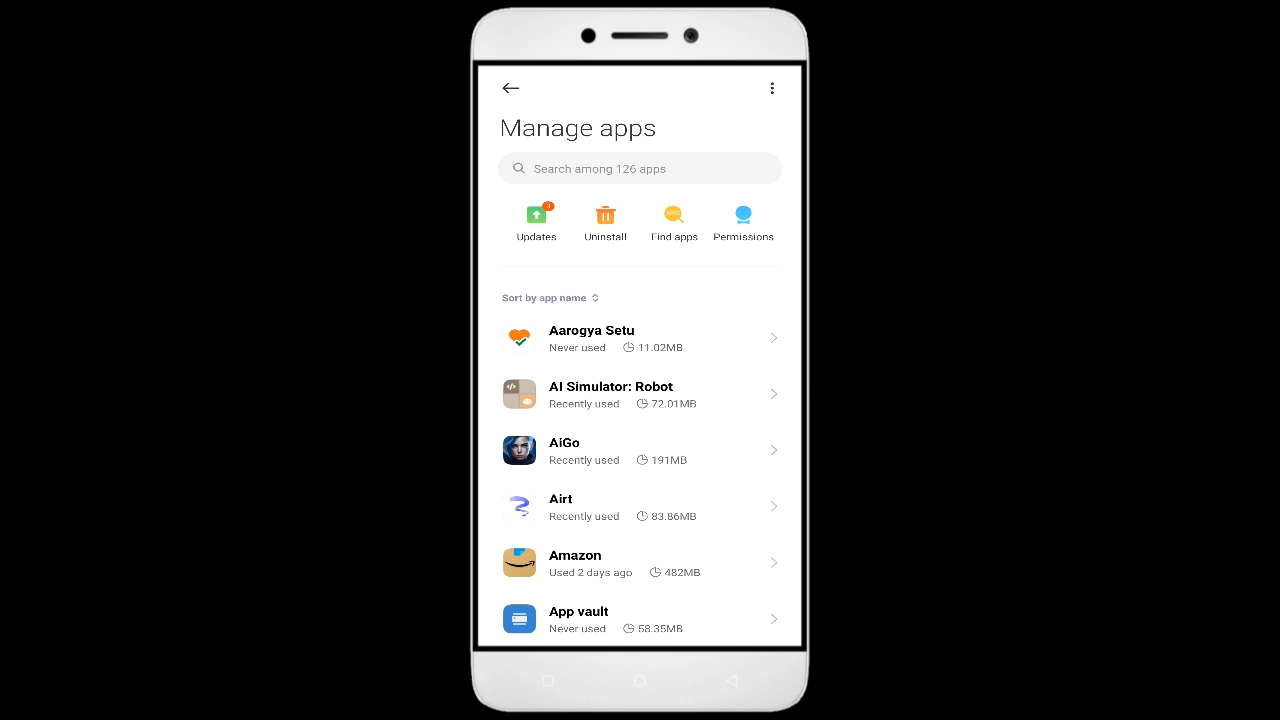 Manage apps
Search among 126 apps
3
Updates Uninstall Find apps Permissions
Sort by app name
Aarogya Setu
Never used 11.02MB
AI Simulator: Robot
Recently used 72.01MB
AiGo
Recently used 191MB
Airt
Recently used 83.86MB
Amazon
Used 2 days ago 482MB
App vault
Never used 58.35MB